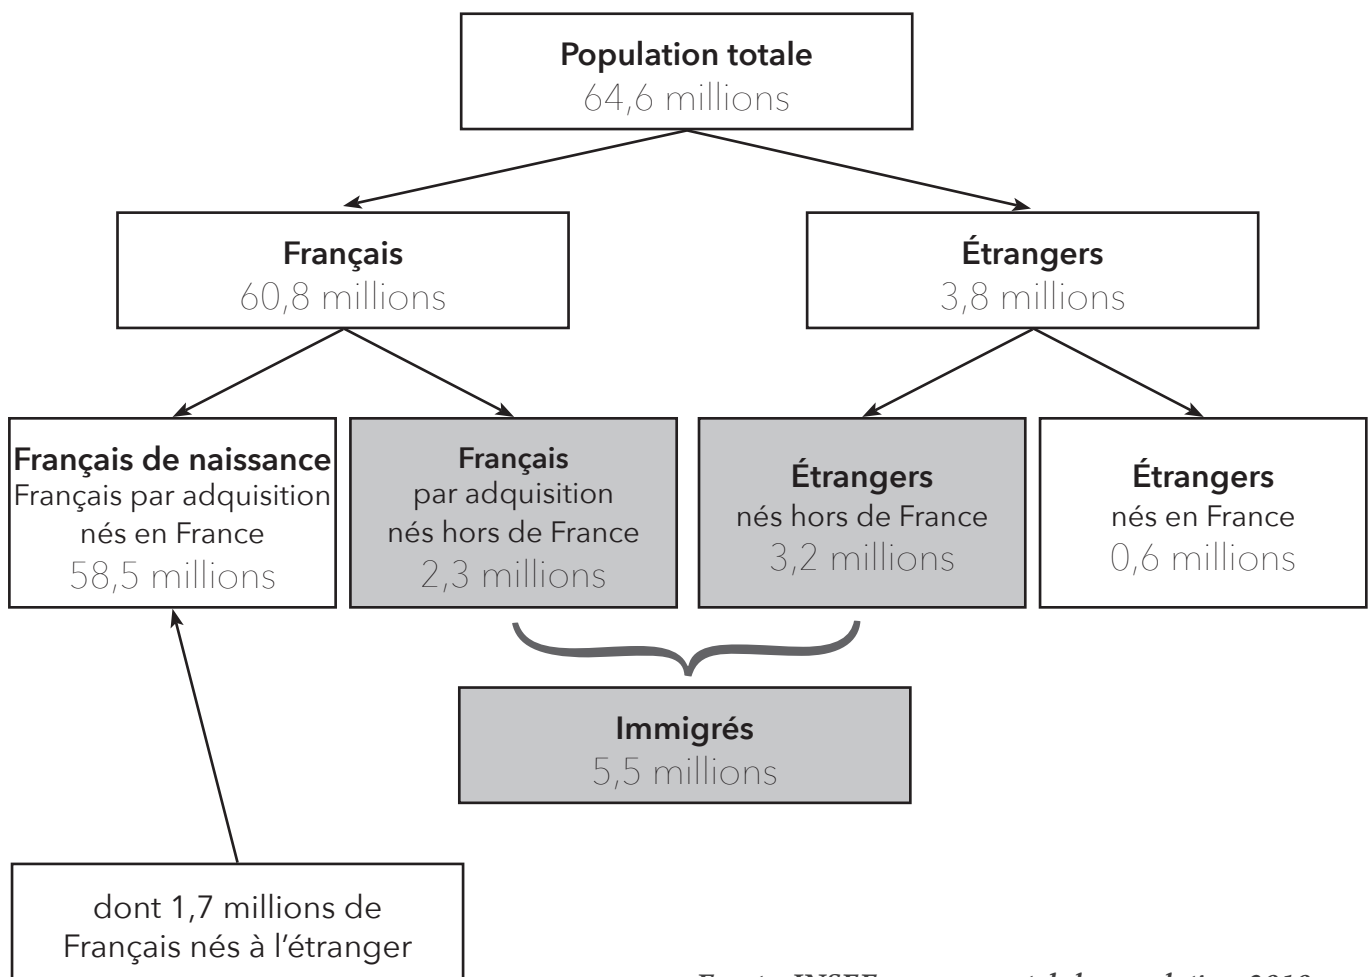 Population totale
64,6 millions
Français
60,8 millions
Étrangers
3,8 millions
Français de naissance
Français par adquisition
nés en France
58,5 millions
Français
par adquisition
nés hors de France
2,3 millions
Étrangers
nés hors de France
3,2 millions
Étrangers
nés en France
0,6 millions
Immigrés
5,5 millions
dont 1,7 millions de
Français nés à l'étranger
INSEE